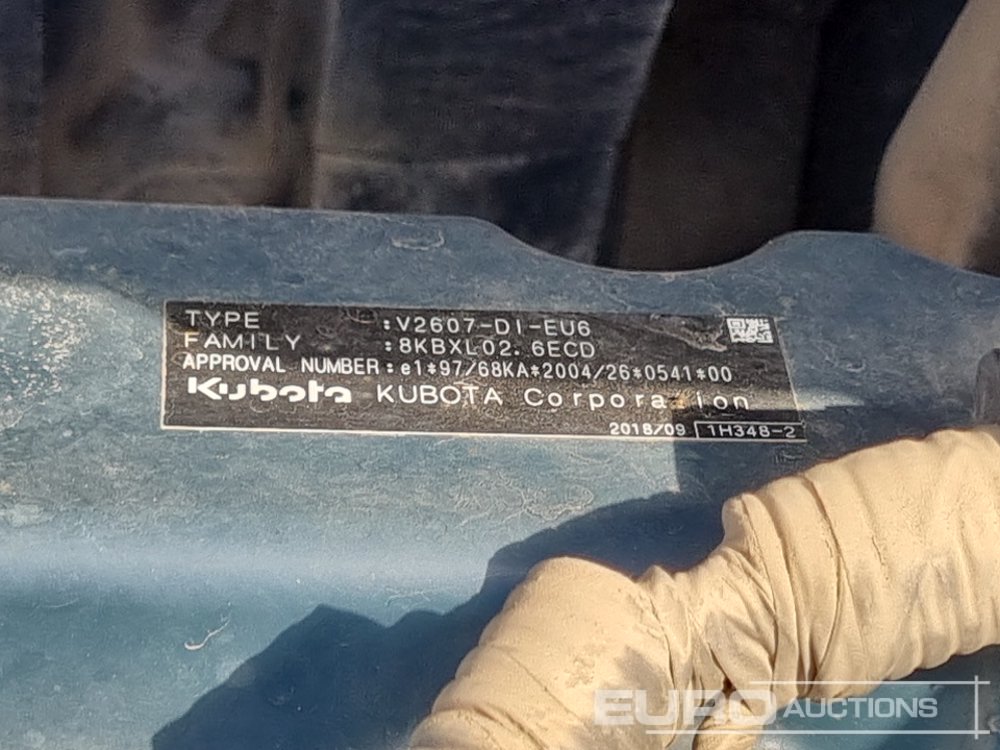 TYPE :V2607-DI-EU6
FAMILY :8KBXL02.6ECD
APPROVAL NUMBER:e1*97/68KA*2004/26*0541*00
Kubota KUBOTA Corporation
2018/09 1H348-2
EURO AUCTIONS